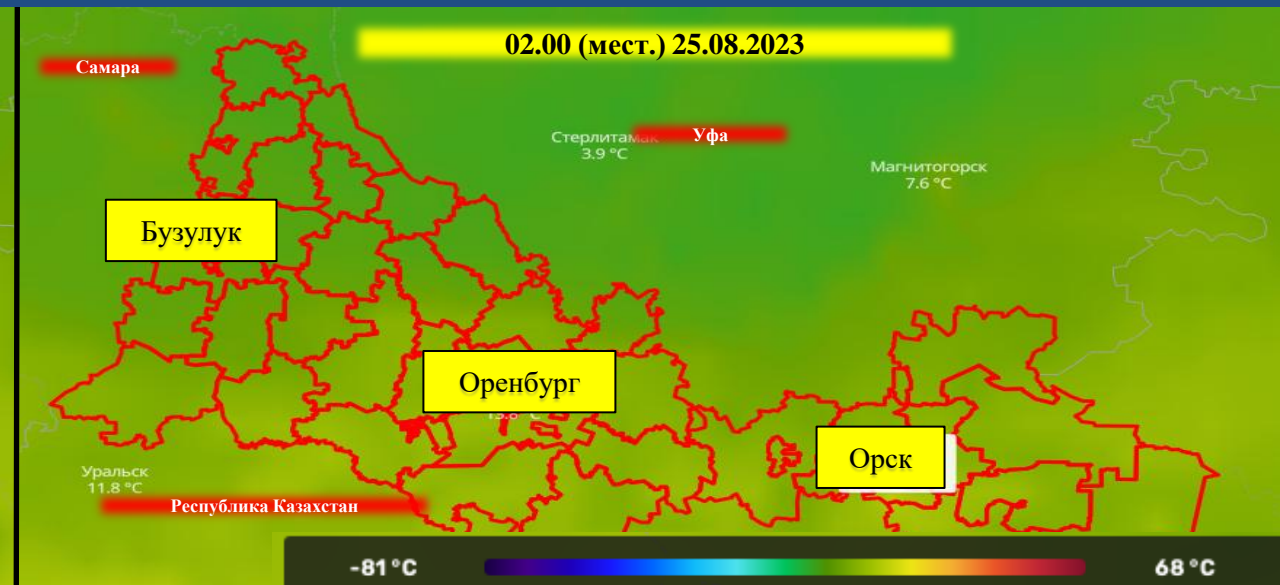 02.00 (мест.) 25.08.2023
Самара
Стерлитамак
3.9 °C
Уфа
Магнитогорск
7.6 °C
Бузулук
Оренбург
Орск
Уральск
11.8 °C
Республика Казахстан
-81 °C
68 °C